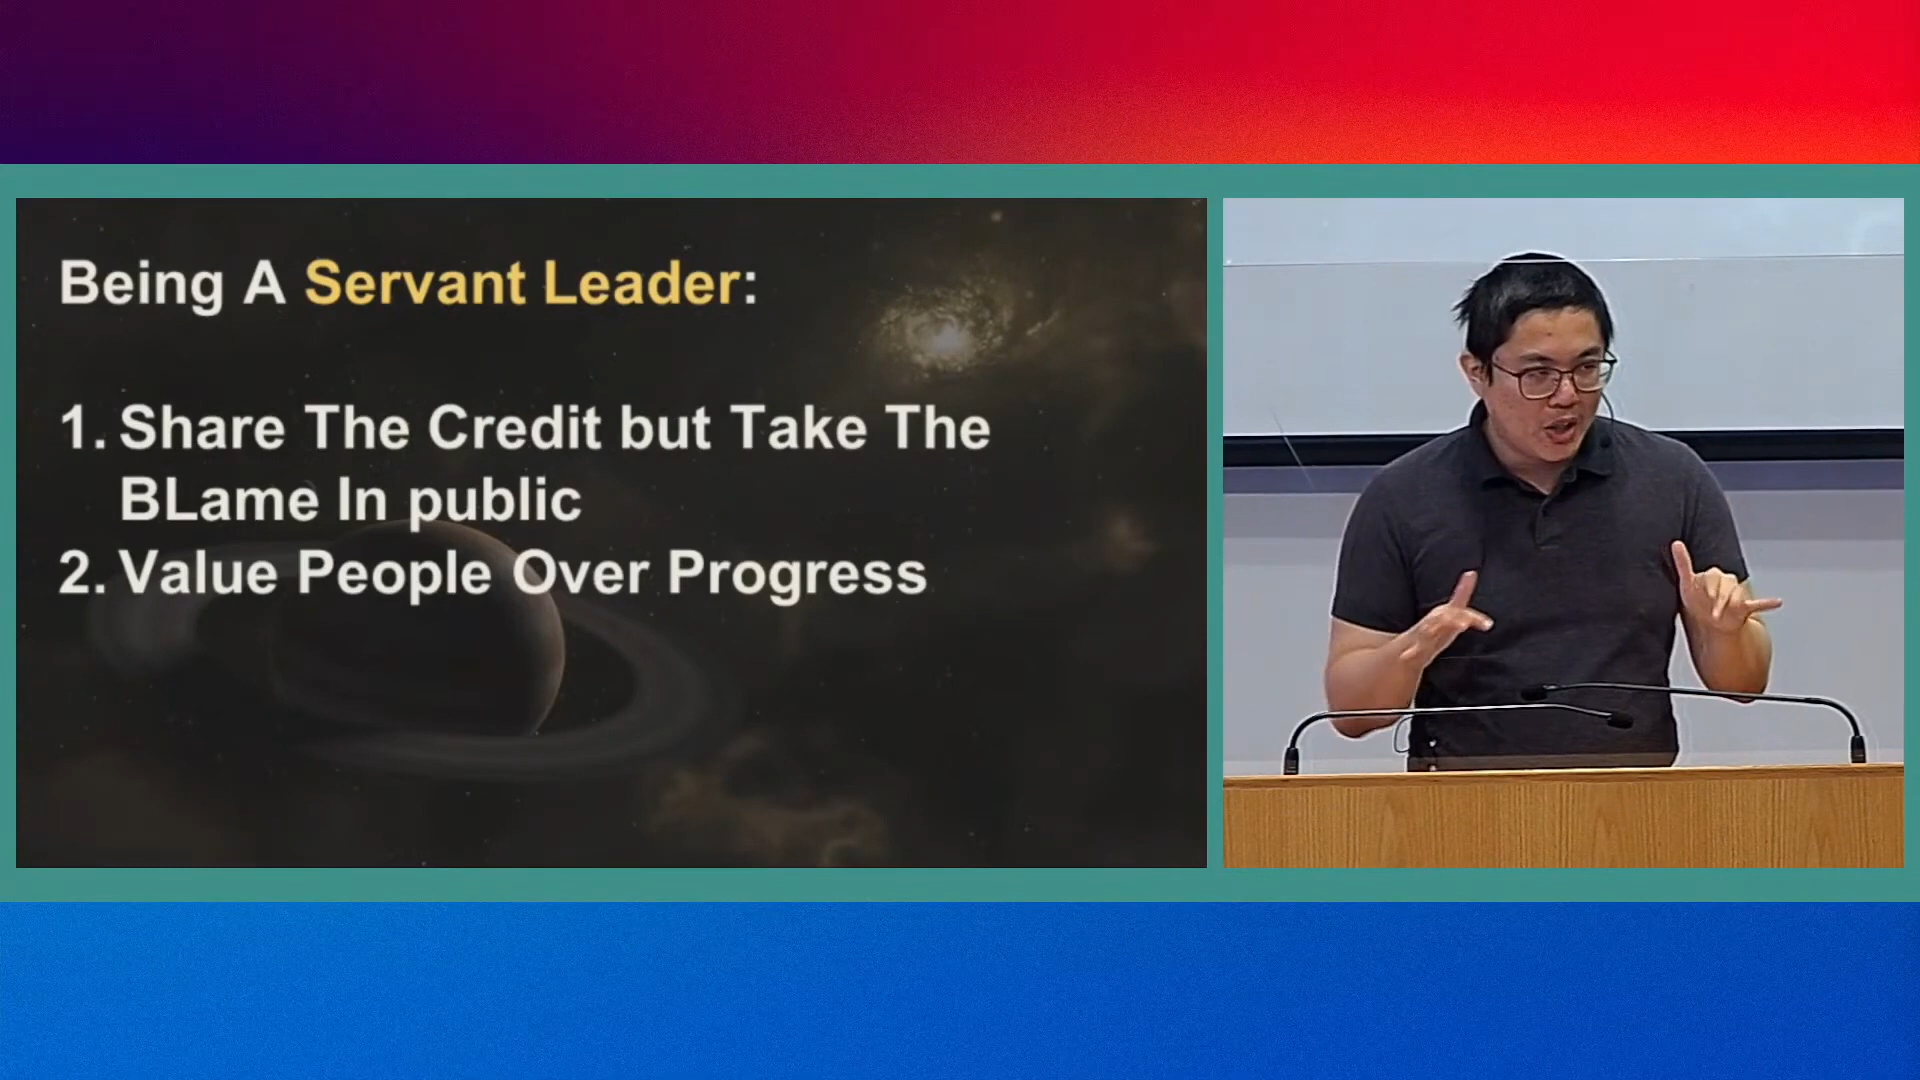 Being A Servant Leader:
1. Share The Credit but Take The
BLame In public
2. Value People Over Progress